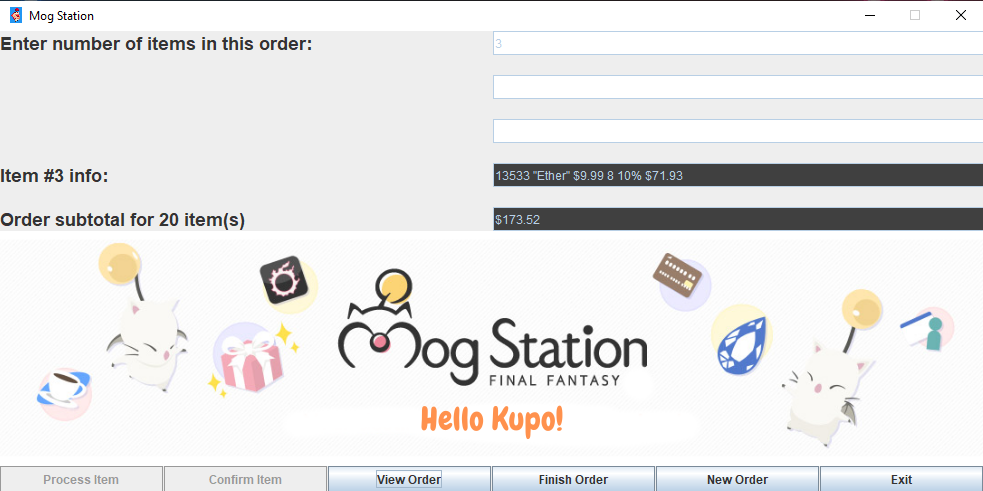 Mog Station
Enter number of items in this order:
3
Item #3 info:
13533 "Ether" $9.99 8 10% $71.93
Order subtotal for 20 item(s)
$173.52
Mog Station
FINAL FANTASY
Hello Kupo!
Process Item
Confirm Item
View Order
Finish Order
New Order
Exit